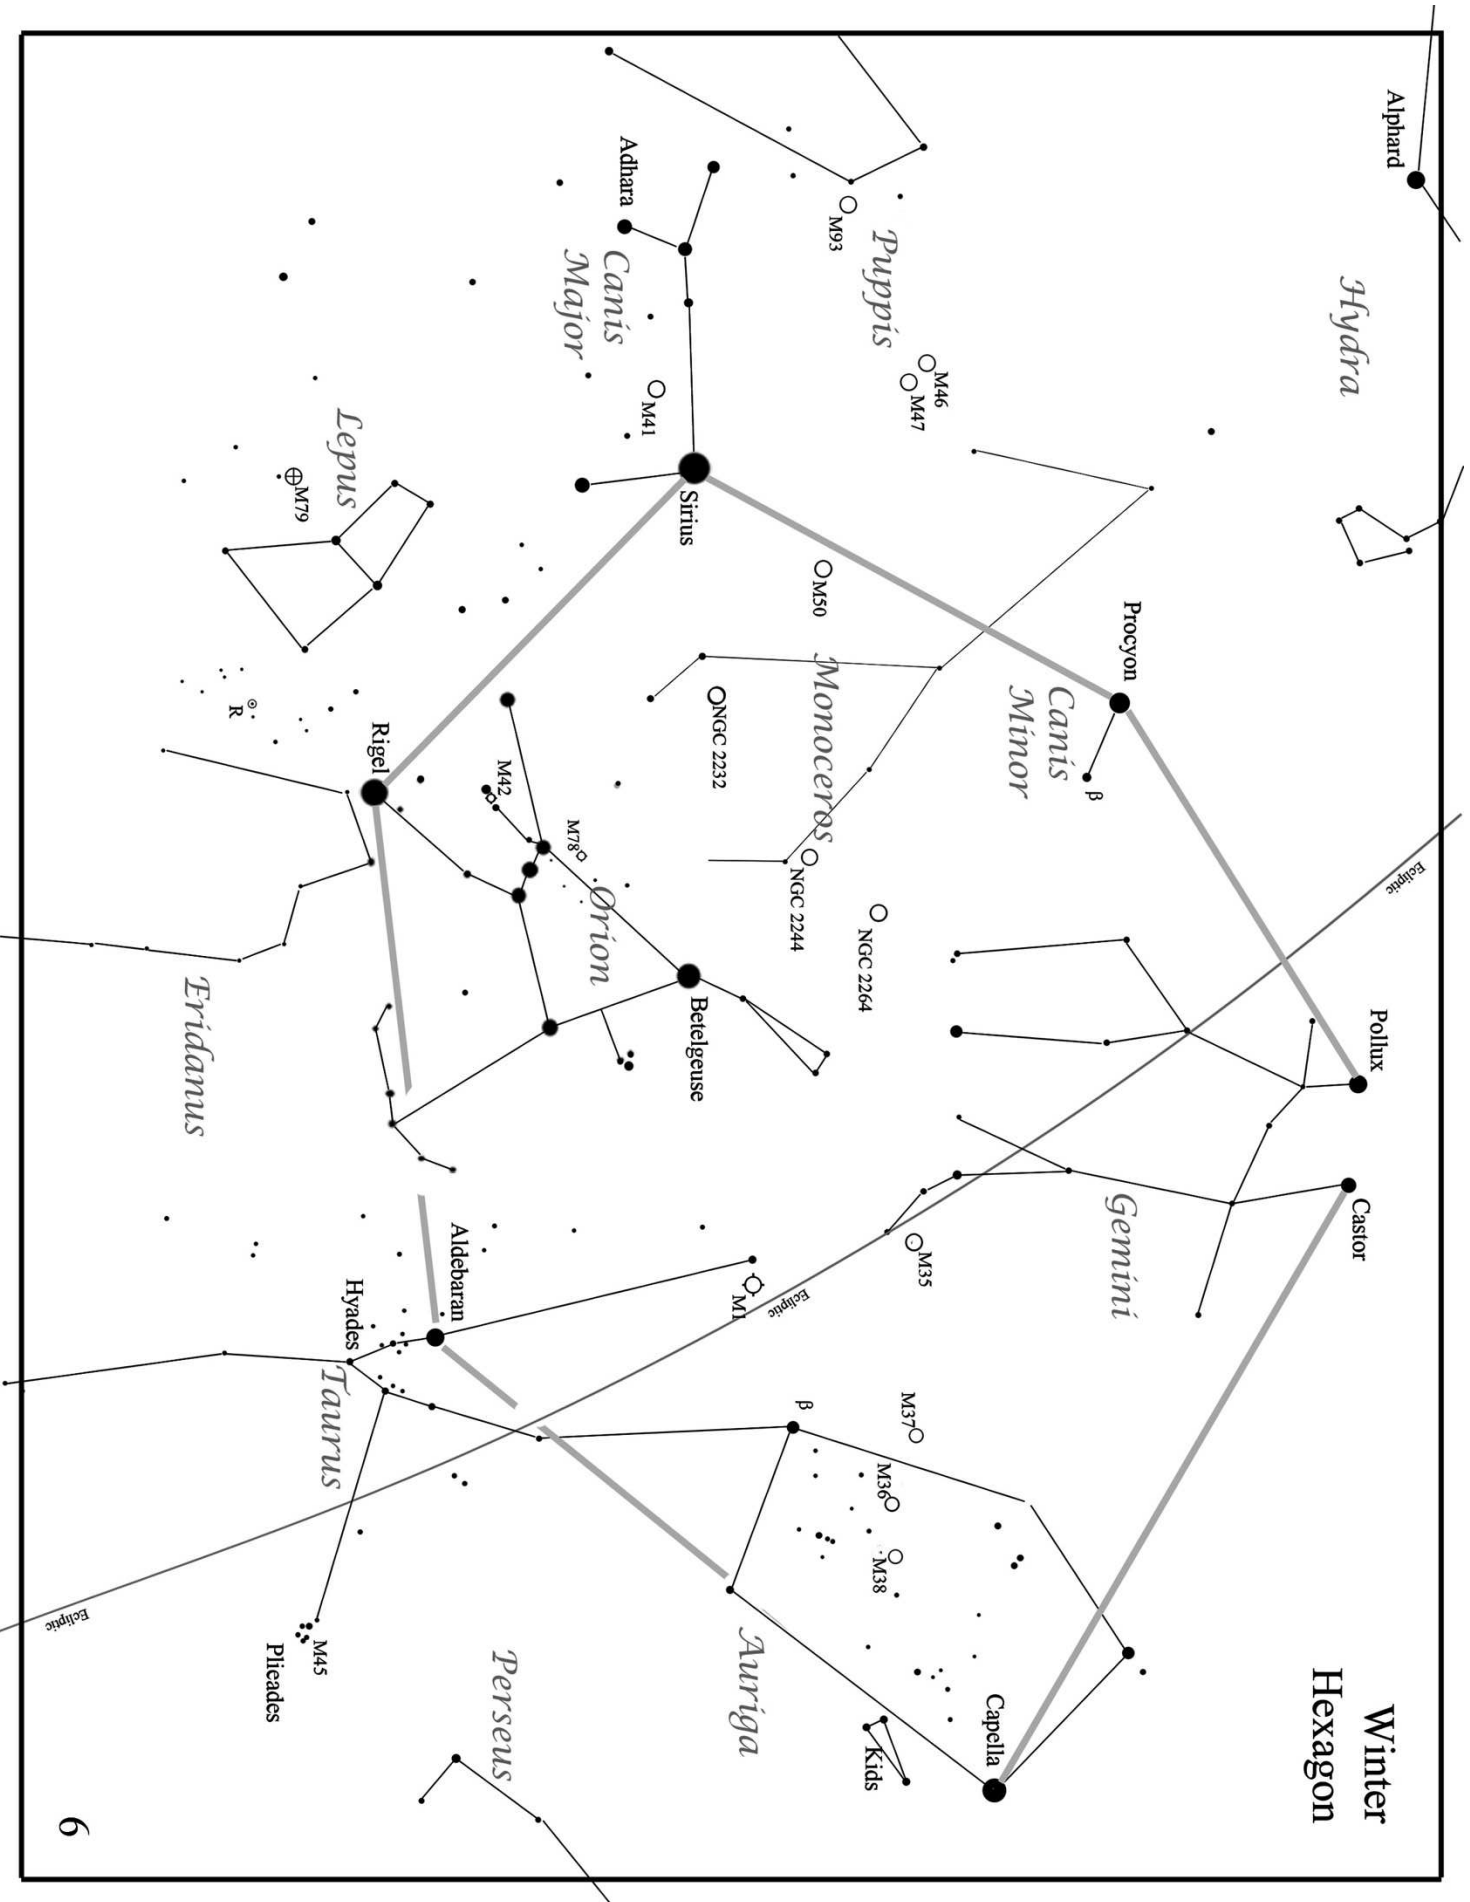 Winter
Hexagon
Alphard
Hydra
Adhara
Canis
Major
M93
Puppis
M46
M47
M41
Lepus
M79
Sirius
M50
Procyon
Canis
Minor
β
Monoceros
NGC 2232
R
Rigel
M42
M78
NGC 2244
NGC 2264
Ecliptic
Orion
Eridanus
Betelgeuse
Pollux
Castor
Gemini
M35
M1
Ecliptic
Aldebaran
Hyades
Taurus
β
M37
M36
M38
Ecliptic
M45
Plieades
Perseus
Auriga
Kids
Capella
6